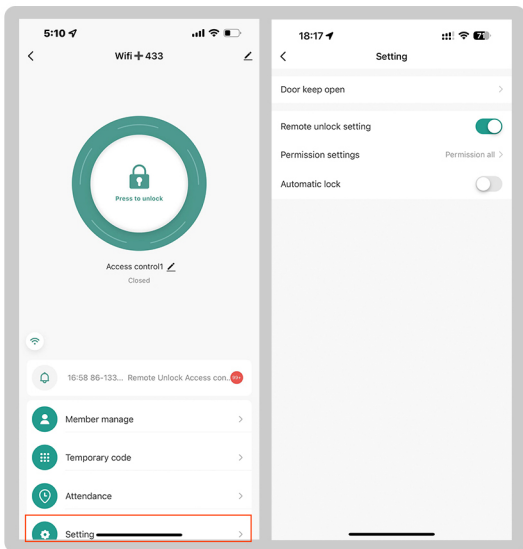 5:10
Wifi+433
Press to unlock
Access control1
Closed
16:58 86-133... Remote Unlock Access con..
Member manage
Temporary code
Attendance
Setting
18:17
71
Setting
Door keep open
Remote unlock setting
Permission settings
Permission all
Automatic lock